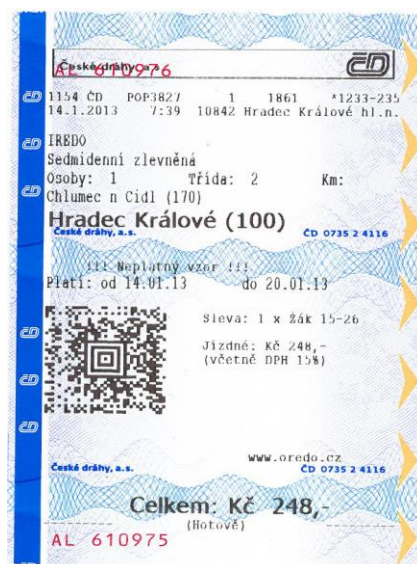 České dráhy, a.s. ČD
AL 610976
1154 ČD POP3827 1 1861 *1233-235
14.1.2013 7:39 10842 Hradec Králové hl.n.
IREDO
Sedmidenní zlevněná
Osoby: 1 Třída: 2 Km:
Chlumec n Cidl (170)
Hradec Králové (100)
České dráhy, a.s. ČD 0735 2 4116
!!! Neplatný vzor !!!
Platí: od 14.01.13 do 20.01.13
Sleva: 1 x Žák 15-26
Jízdné: Kč 248,-
(včetně DPH 15%)
www.oredo.cz
České dráhy, a.s. ČD 0735 2 4116
Celkem: Kč 248,-
(Hotově)
AL 610975